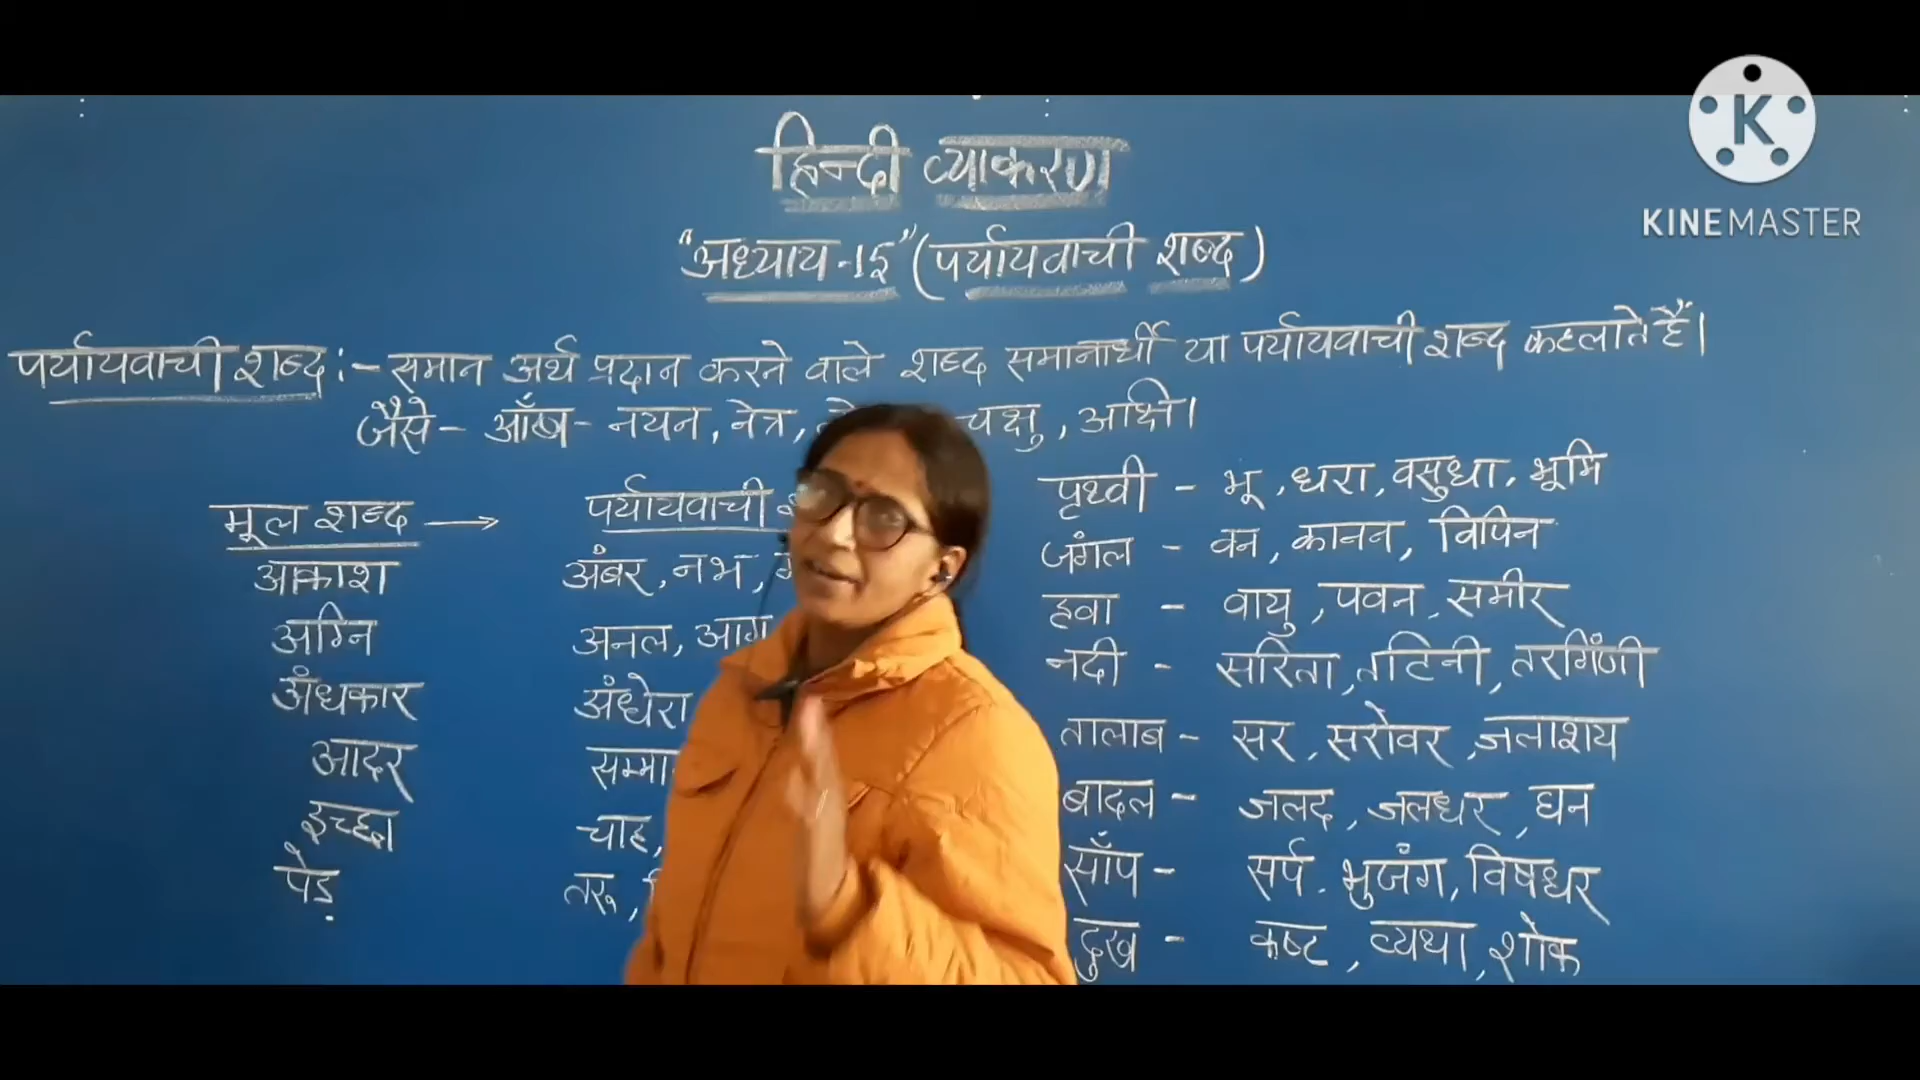 हिन्दी व्याकरण
"अध्याय-15" (पर्यायवाची शब्द)
पर्यायवाची शब्द :- समान अर्थ प्रदान करने वाले शब्द समानार्थी या पर्यायवाची शब्द कहलाते हैं।
जैसे - आँख - नयन, नेत्र, चक्षु, अक्षि।
मूल शब्द → पर्यायवाची
आकाश अंबर, नभ,
अग्नि अनल, आग
अंधकार अंधेरा
आदर
इच्छा चाह,
पेड़ तरू,
पृथ्वी - भू, धरा, वसुधा, भूमि
जंगल - वन, कानन, विपिन
हवा - वायु, पवन, समीर
नदी - सरिता, तटिनी, तरगिंणी
तालाब - सर, सरोवर, जलाशय
बादल - जलद, जलधर, घन
साँप - सर्प, भुजंग, विषधर
दुख - कष्ट, व्यथा, शोक
KINEMASTER